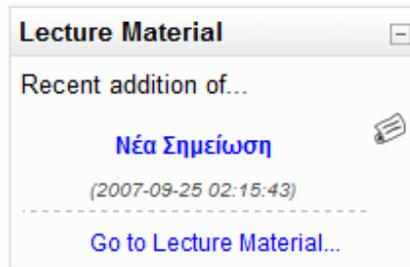 Lecture Material
Recent addition of...
Νέα Σημείωση
(2007-09-25 02:15:43)
Go to Lecture Material...